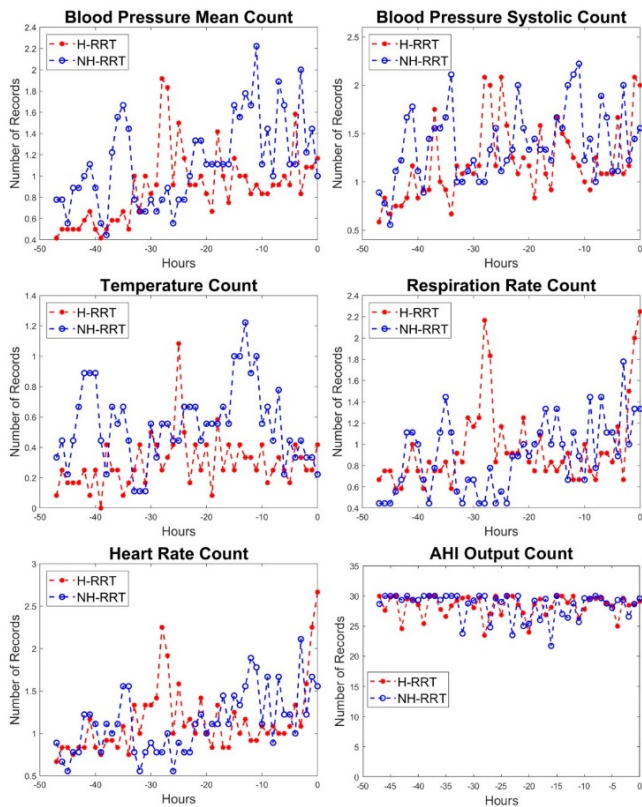 Blood Pressure Mean Count
2.4
2.2
2
1.8
1.6
1.4
1.2
1
0.8
0.6
0.4
Number of Records
H-RRT
NH-RRT
-50 -40 -30 -20 -10 0
Hours
Blood Pressure Systolic Count
2.5
2
1.5
1
0.5
Number of Records
H-RRT
NH-RRT
-50 -40 -30 -20 -10 0
Hours
Temperature Count
1.4
1.2
1
0.8
0.6
0.4
0.2
0
Number of Records
H-RRT
NH-RRT
-50 -40 -30 -20 -10 0
Hours
Respiration Rate Count
2.4
2.2
2
1.8
1.6
1.4
1.2
1
0.8
0.6
0.4
Number of Records
H-RRT
NH-RRT
-50 -40 -30 -20 -10 0
Hours
Heart Rate Count
3
2.5
2
1.5
1
0.5
Number of Records
H-RRT
NH-RRT
-50 -40 -30 -20 -10 0
Hours
AHI Output Count
35
30
25
20
15
10
5
0
Number of Records
H-RRT
NH-RRT
-50 -45 -40 -35 -30 -25 -20 -15 -10 -5 0
Hours